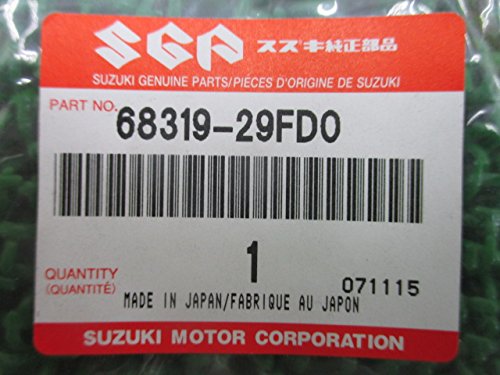 SGP スズキ純正部品
SUZUKI GENUINE PARTS/PIÈCES D'ORIGINE DE SUZUKI
PART NO. 68319-29FD0
QUANTITY 1
(QUANTITÉ) 071115
MADE IN JAPAN/FABRIQUE AU JAPON
SUZUKI MOTOR CORPORATION